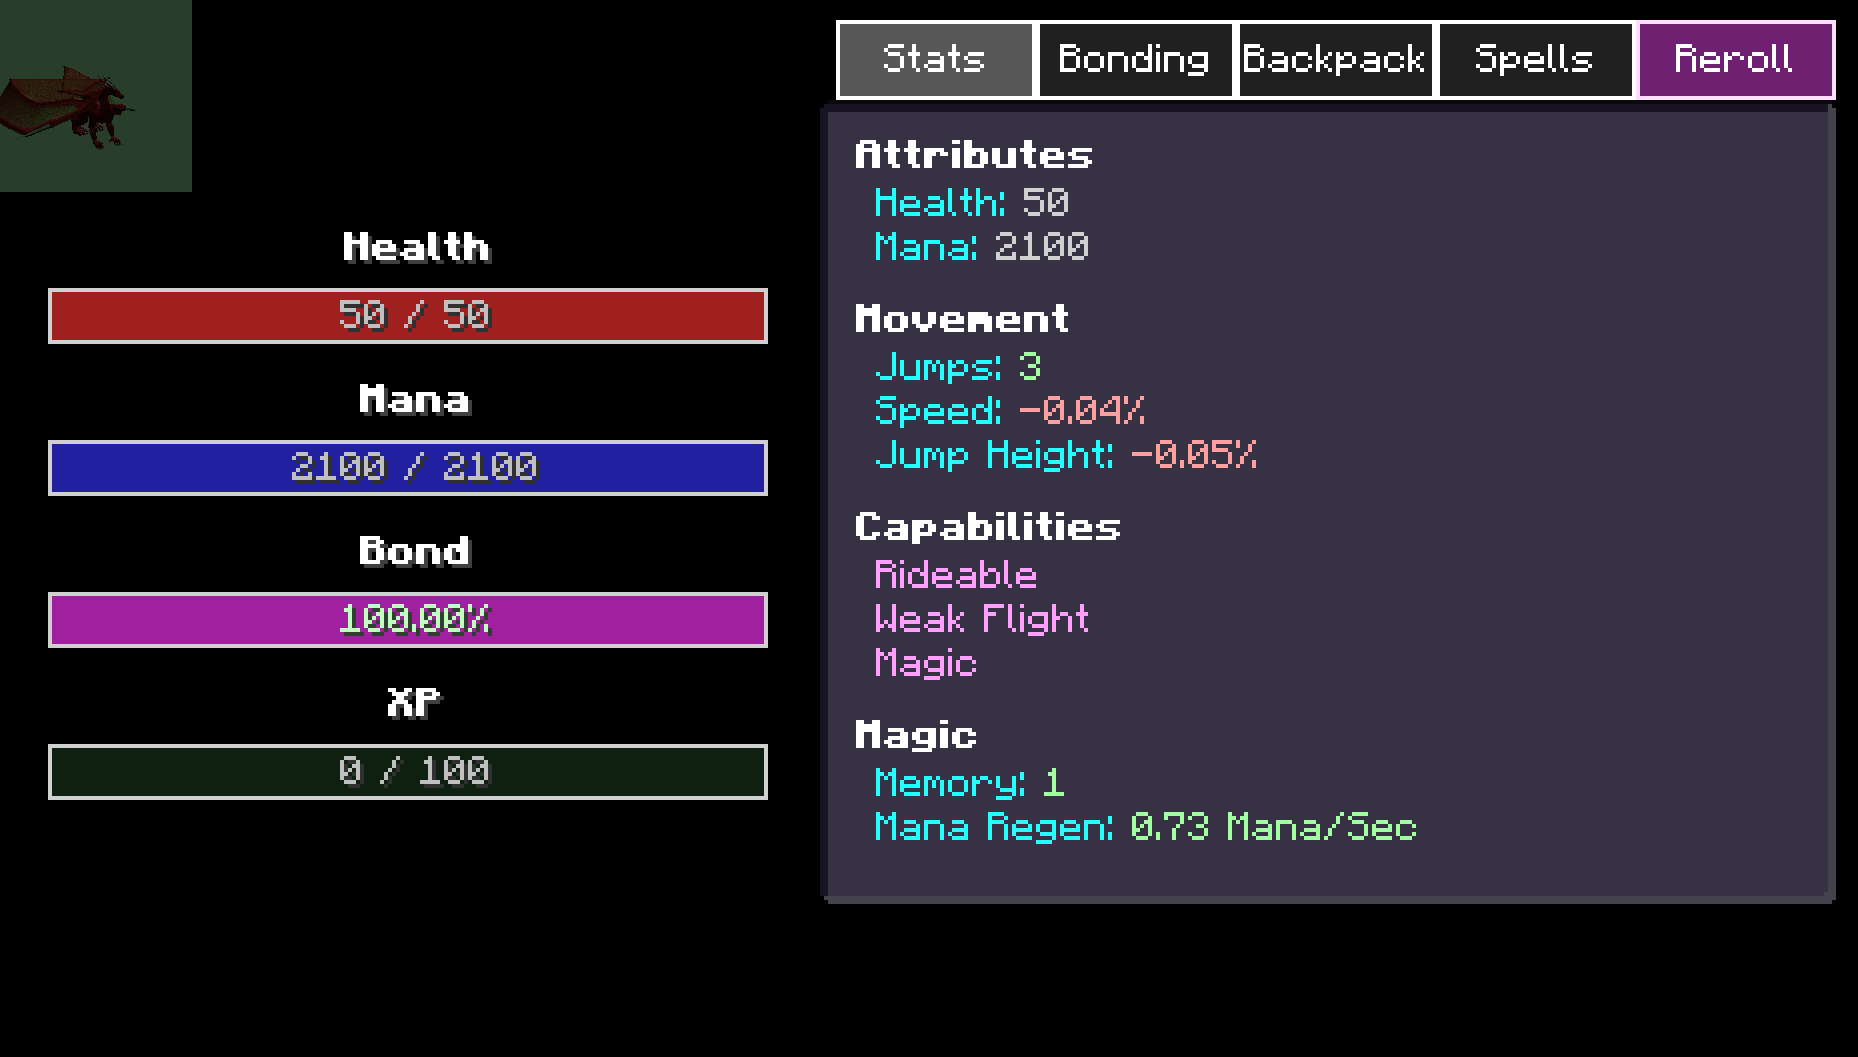 Stats Bonding Backpack Spells Reroll
Health
50 / 50
Mana
2100 / 2100
Bond
100.00%
XP
0 / 100
Attributes
Health: 50
Mana: 2100
Movement
Jumps: 3
Speed: -0.04%
Jump Height: -0.05%
Capabilities
Rideable
Weak Flight
Magic
Magic
Memory: 1
Mana Regen: 0.73 Mana/Sec